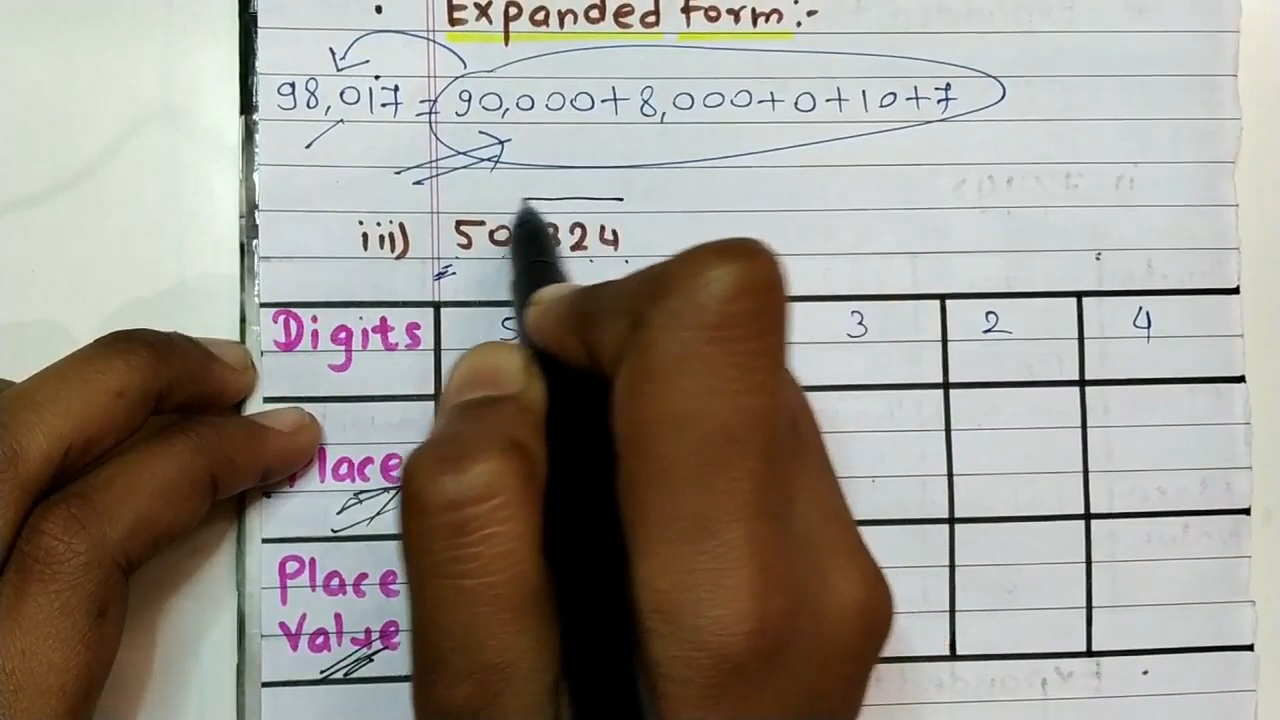 Expanded form:-
98,017 = 90,000+8,000+0+10+7
iii) 50,324
Digits 5 3 2 4
Place
Place
Value